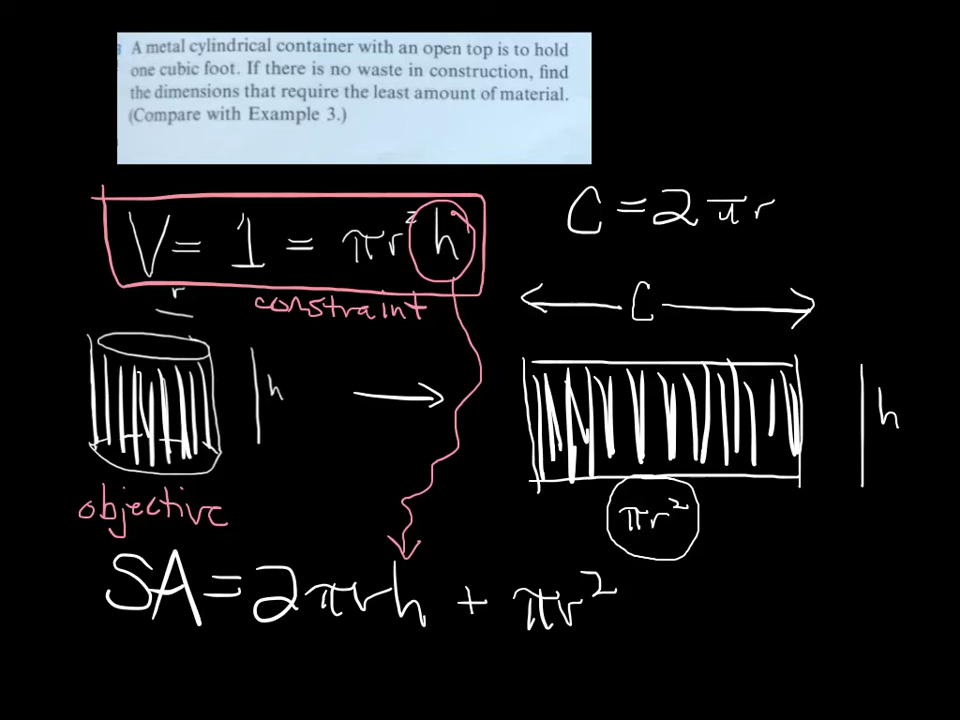 A metal cylindrical container with an open top is to hold
one cubic foot. If there is no waste in construction, find
the dimensions that require the least amount of material.
(Compare with Example 3.)
V = 1 = πr²h
C = 2πr
constraint
r
C
h
h
objective
πr²
SA = 2πrh + πr²